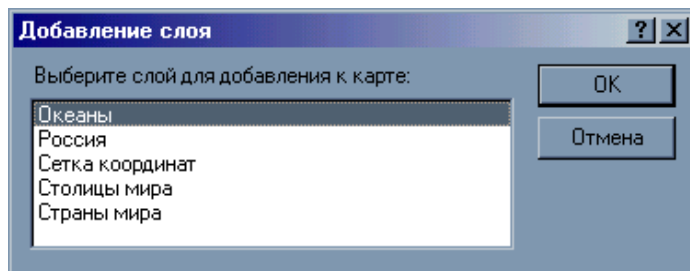 Добавление слоя
Выберите слой для добавления к карте:
Океаны
Россия
Сетка координат
Столицы мира
Страны мира
OK
Отмена